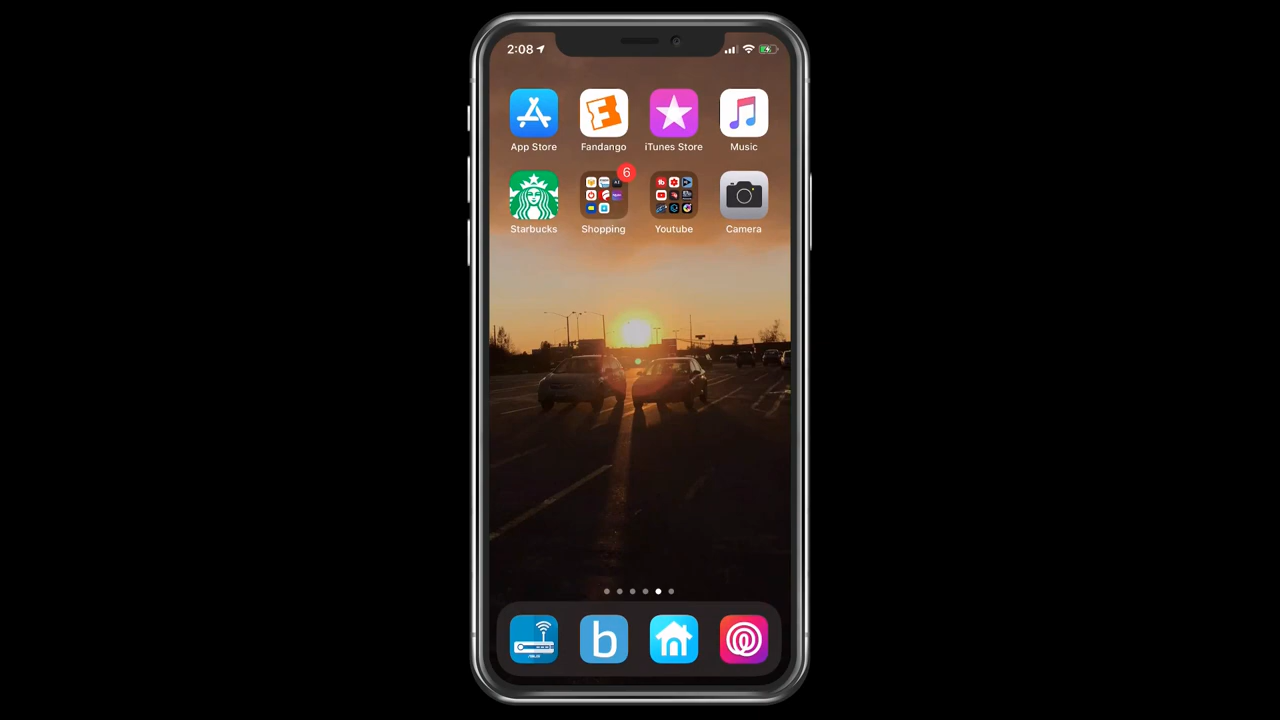 2:08
App Store
Fandango
iTunes Store
Music
6
Starbucks
Shopping
Youtube
Camera
b